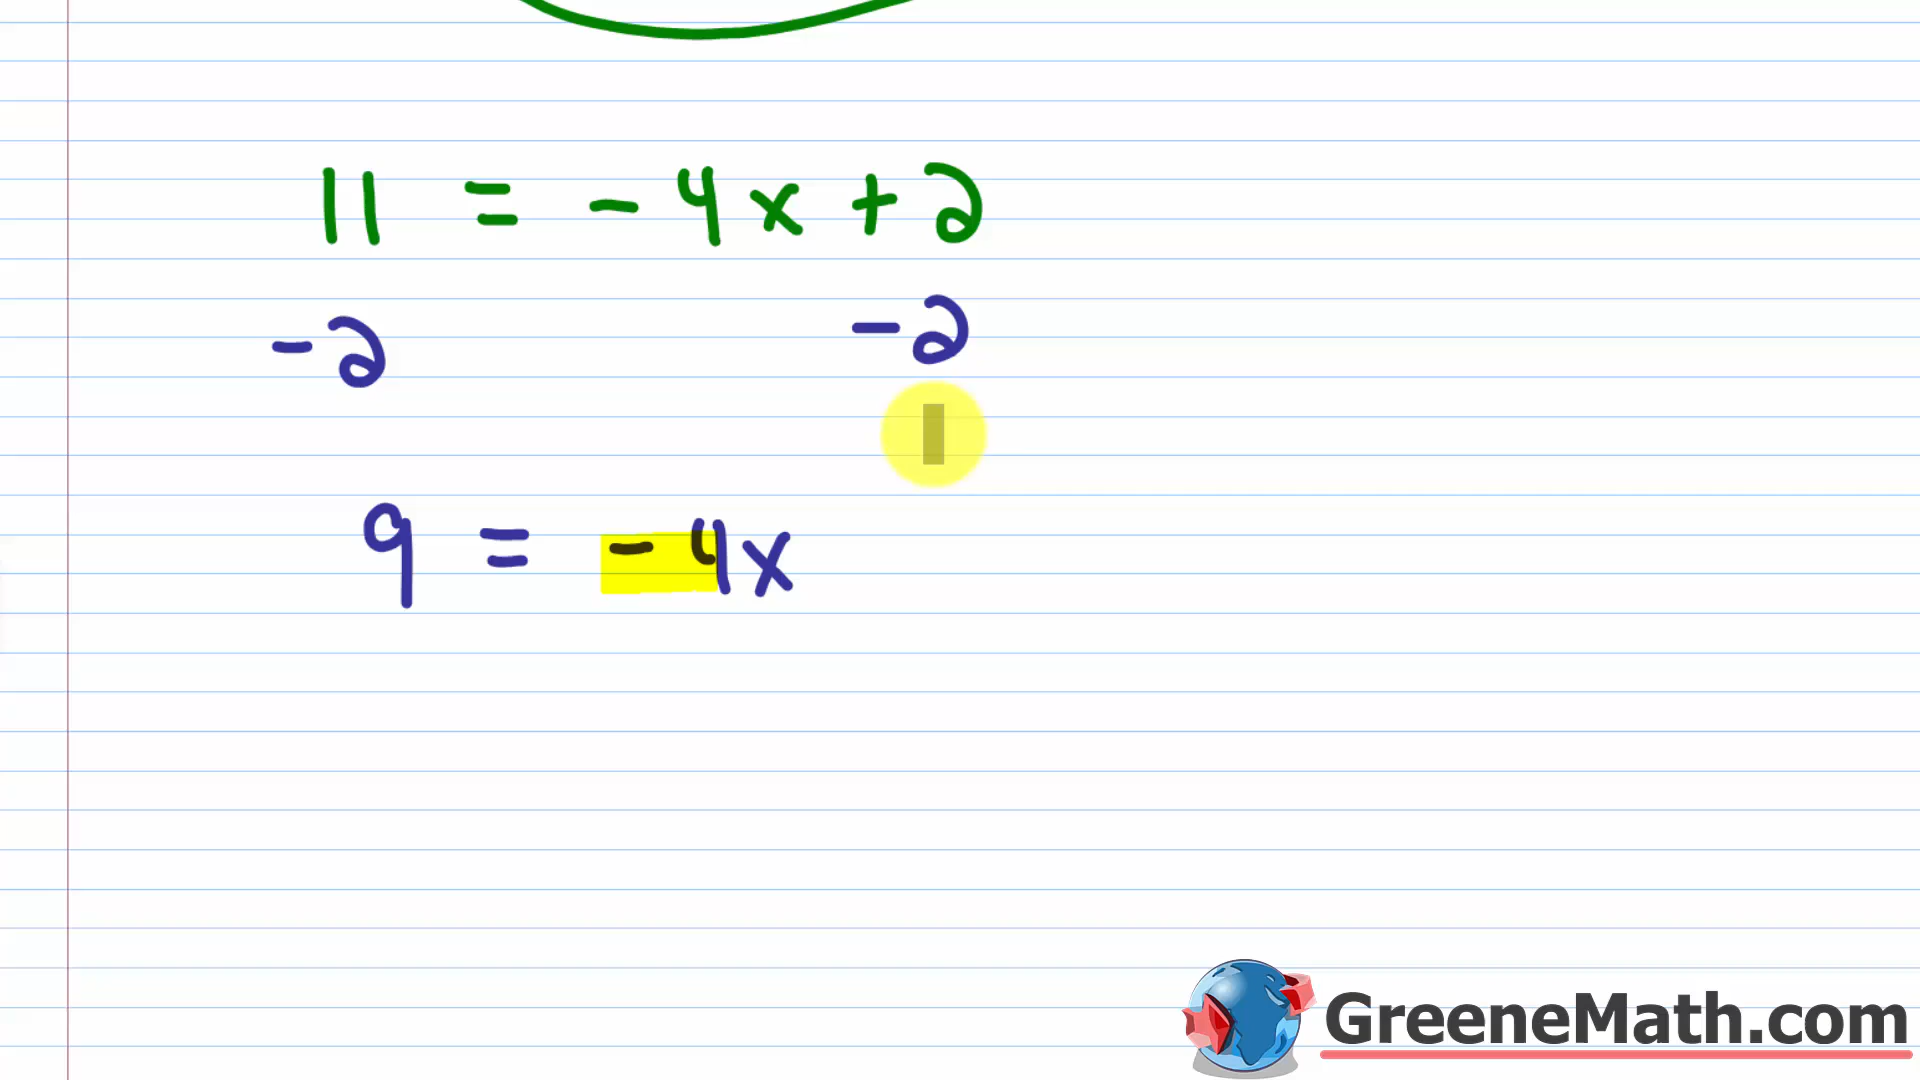 11 = -4x + 2
-2 -2
9 = -4x
GreeneMath.com